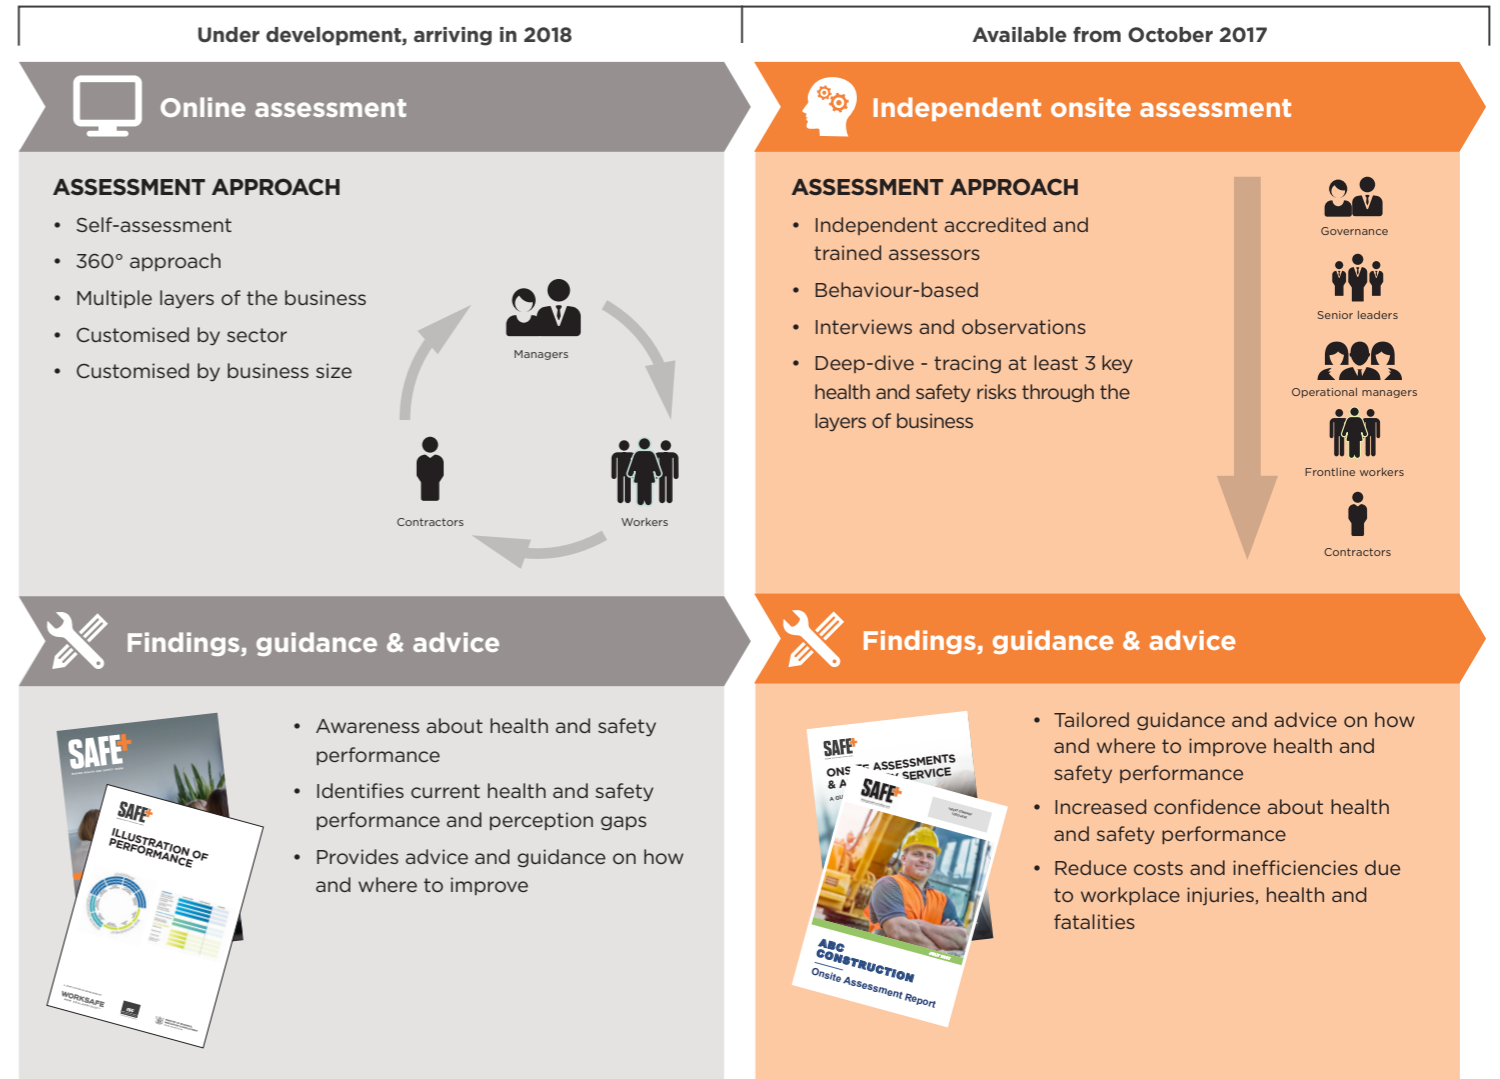 Under development, arriving in 2018
Online assessment
ASSESSMENT APPROACH
• Self-assessment
• 360° approach
• Multiple layers of the business
• Customised by sector
• Customised by business size
Managers
Contractors
Workers
Findings, guidance & advice
SAFE+
SAFE+
ILLUSTRATION OF
PERFORMANCE
WORKSAFE
• Awareness about health and safety
performance
• Identifies current health and safety
performance and perception gaps
• Provides advice and guidance on how
and where to improve
Available from October 2017
Independent onsite assessment
ASSESSMENT APPROACH
• Independent accredited and
trained assessors
• Behaviour-based
• Interviews and observations
• Deep-dive - tracing at least 3 key
health and safety risks through the
layers of business
Governance
Senior leaders
Operational managers
Frontline workers
Contractors
Findings, guidance & advice
SAFE+
ASSESSMENTS
& A
SERVICE
SAFE+
ABC
CONSTRUCTION
Onsite Assessment Report
• Tailored guidance and advice on how
and where to improve health and
safety performance
• Increased confidence about health
and safety performance
• Reduce costs and inefficiencies due
to workplace injuries, health and
fatalities